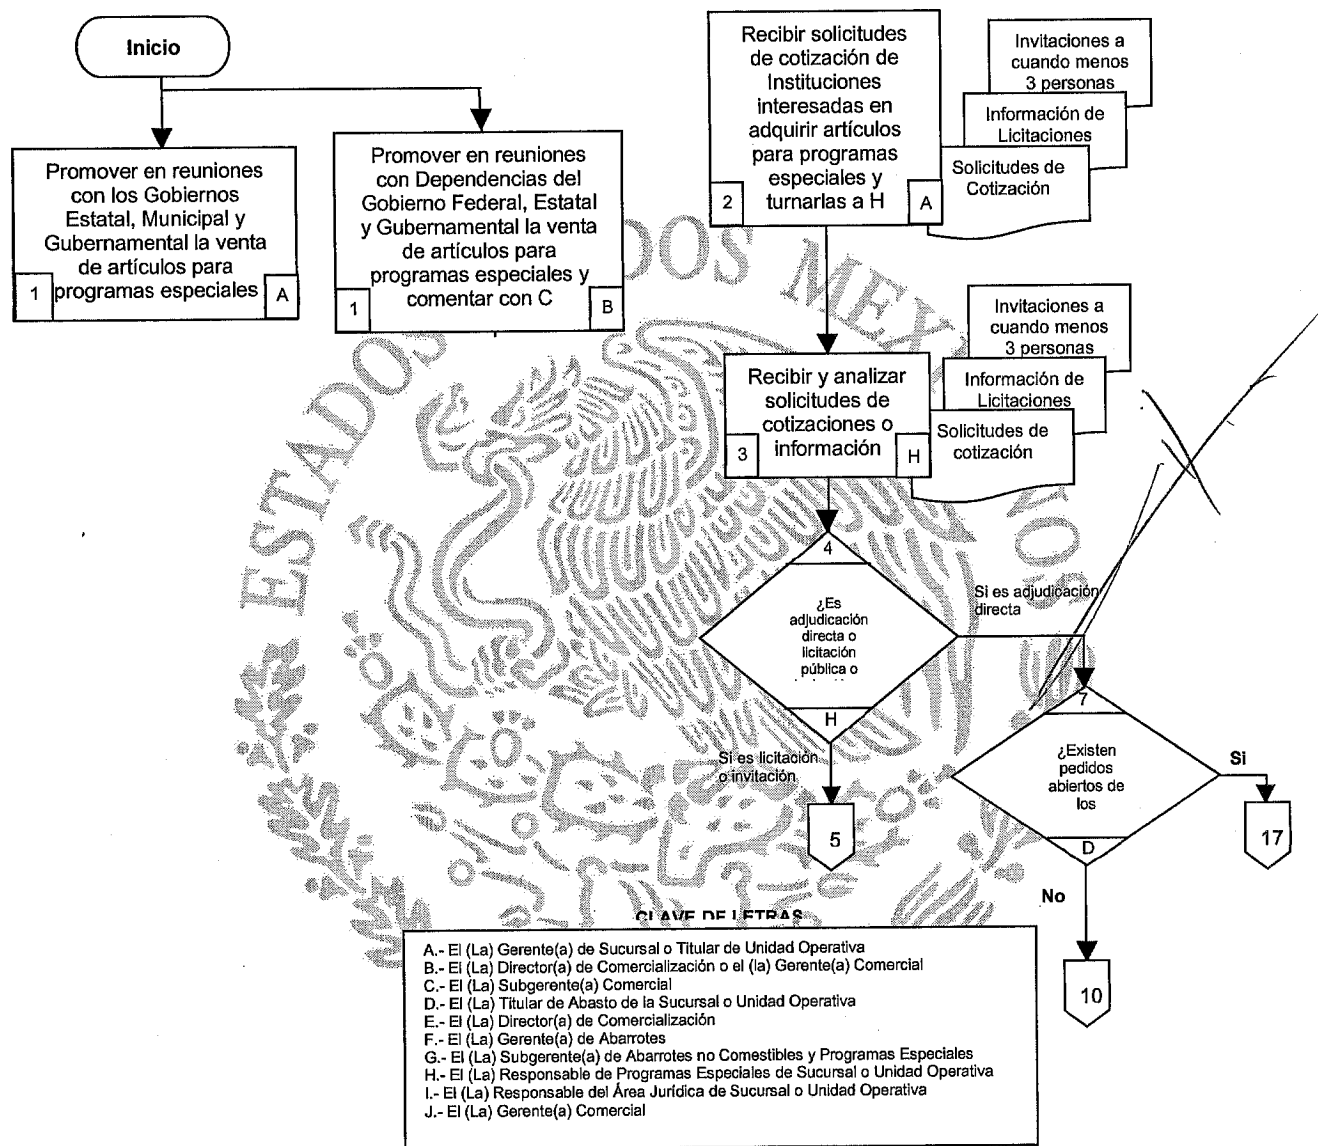 Inicio
Promover en reuniones
con los Gobiernos
Estatal, Municipal y
Gubernamental la venta
de artículos para
programas especiales
1
A
Promover en reuniones
con Dependencias del
Gobierno Federal, Estatal
y Gubernamental la venta
de artículos para
programas especiales y
comentar con C
1
B
Recibir solicitudes
de cotización de
Instituciones
interesadas en
adquirir artículos
para programas
especiales y
turnarlas a H
2
A
Invitaciones a
cuando menos
3 personas
Información de
Licitaciones
Solicitudes de
Cotización
Recibir y analizar
solicitudes de
cotizaciones o
información
3
H
Invitaciones a
cuando menos
3 personas
Información de
Licitaciones
Solicitudes de
cotización
4
¿Es
adjudicación
directa o
licitación
pública o
H
Si es adjudicación
directa
Si es licitación
o invitación
5
7
¿Existen
pedidos
abiertos de
los
D
Si
17
No
10
CLAVE DE LETRAS
A.- El (La) Gerente(a) de Sucursal o Titular de Unidad Operativa
B.- El (La) Director(a) de Comercialización o el (la) Gerente(a) Comercial
C.- El (La) Subgerente(a) Comercial
D.- El (La) Titular de Abasto de la Sucursal o Unidad Operativa
E.- El (La) Director(a) de Comercialización
F.- El (La) Gerente(a) de Abarrotes
G.- El (La) Subgerente(a) de Abarrotes no Comestibles y Programas Especiales
H.- El (La) Responsable de Programas Especiales de Sucursal o Unidad Operativa
I.- El (La) Responsable del Área Jurídica de Sucursal o Unidad Operativa
J.- El (La) Gerente(a) Comercial
ESTADOS
DOS MEX
NOS